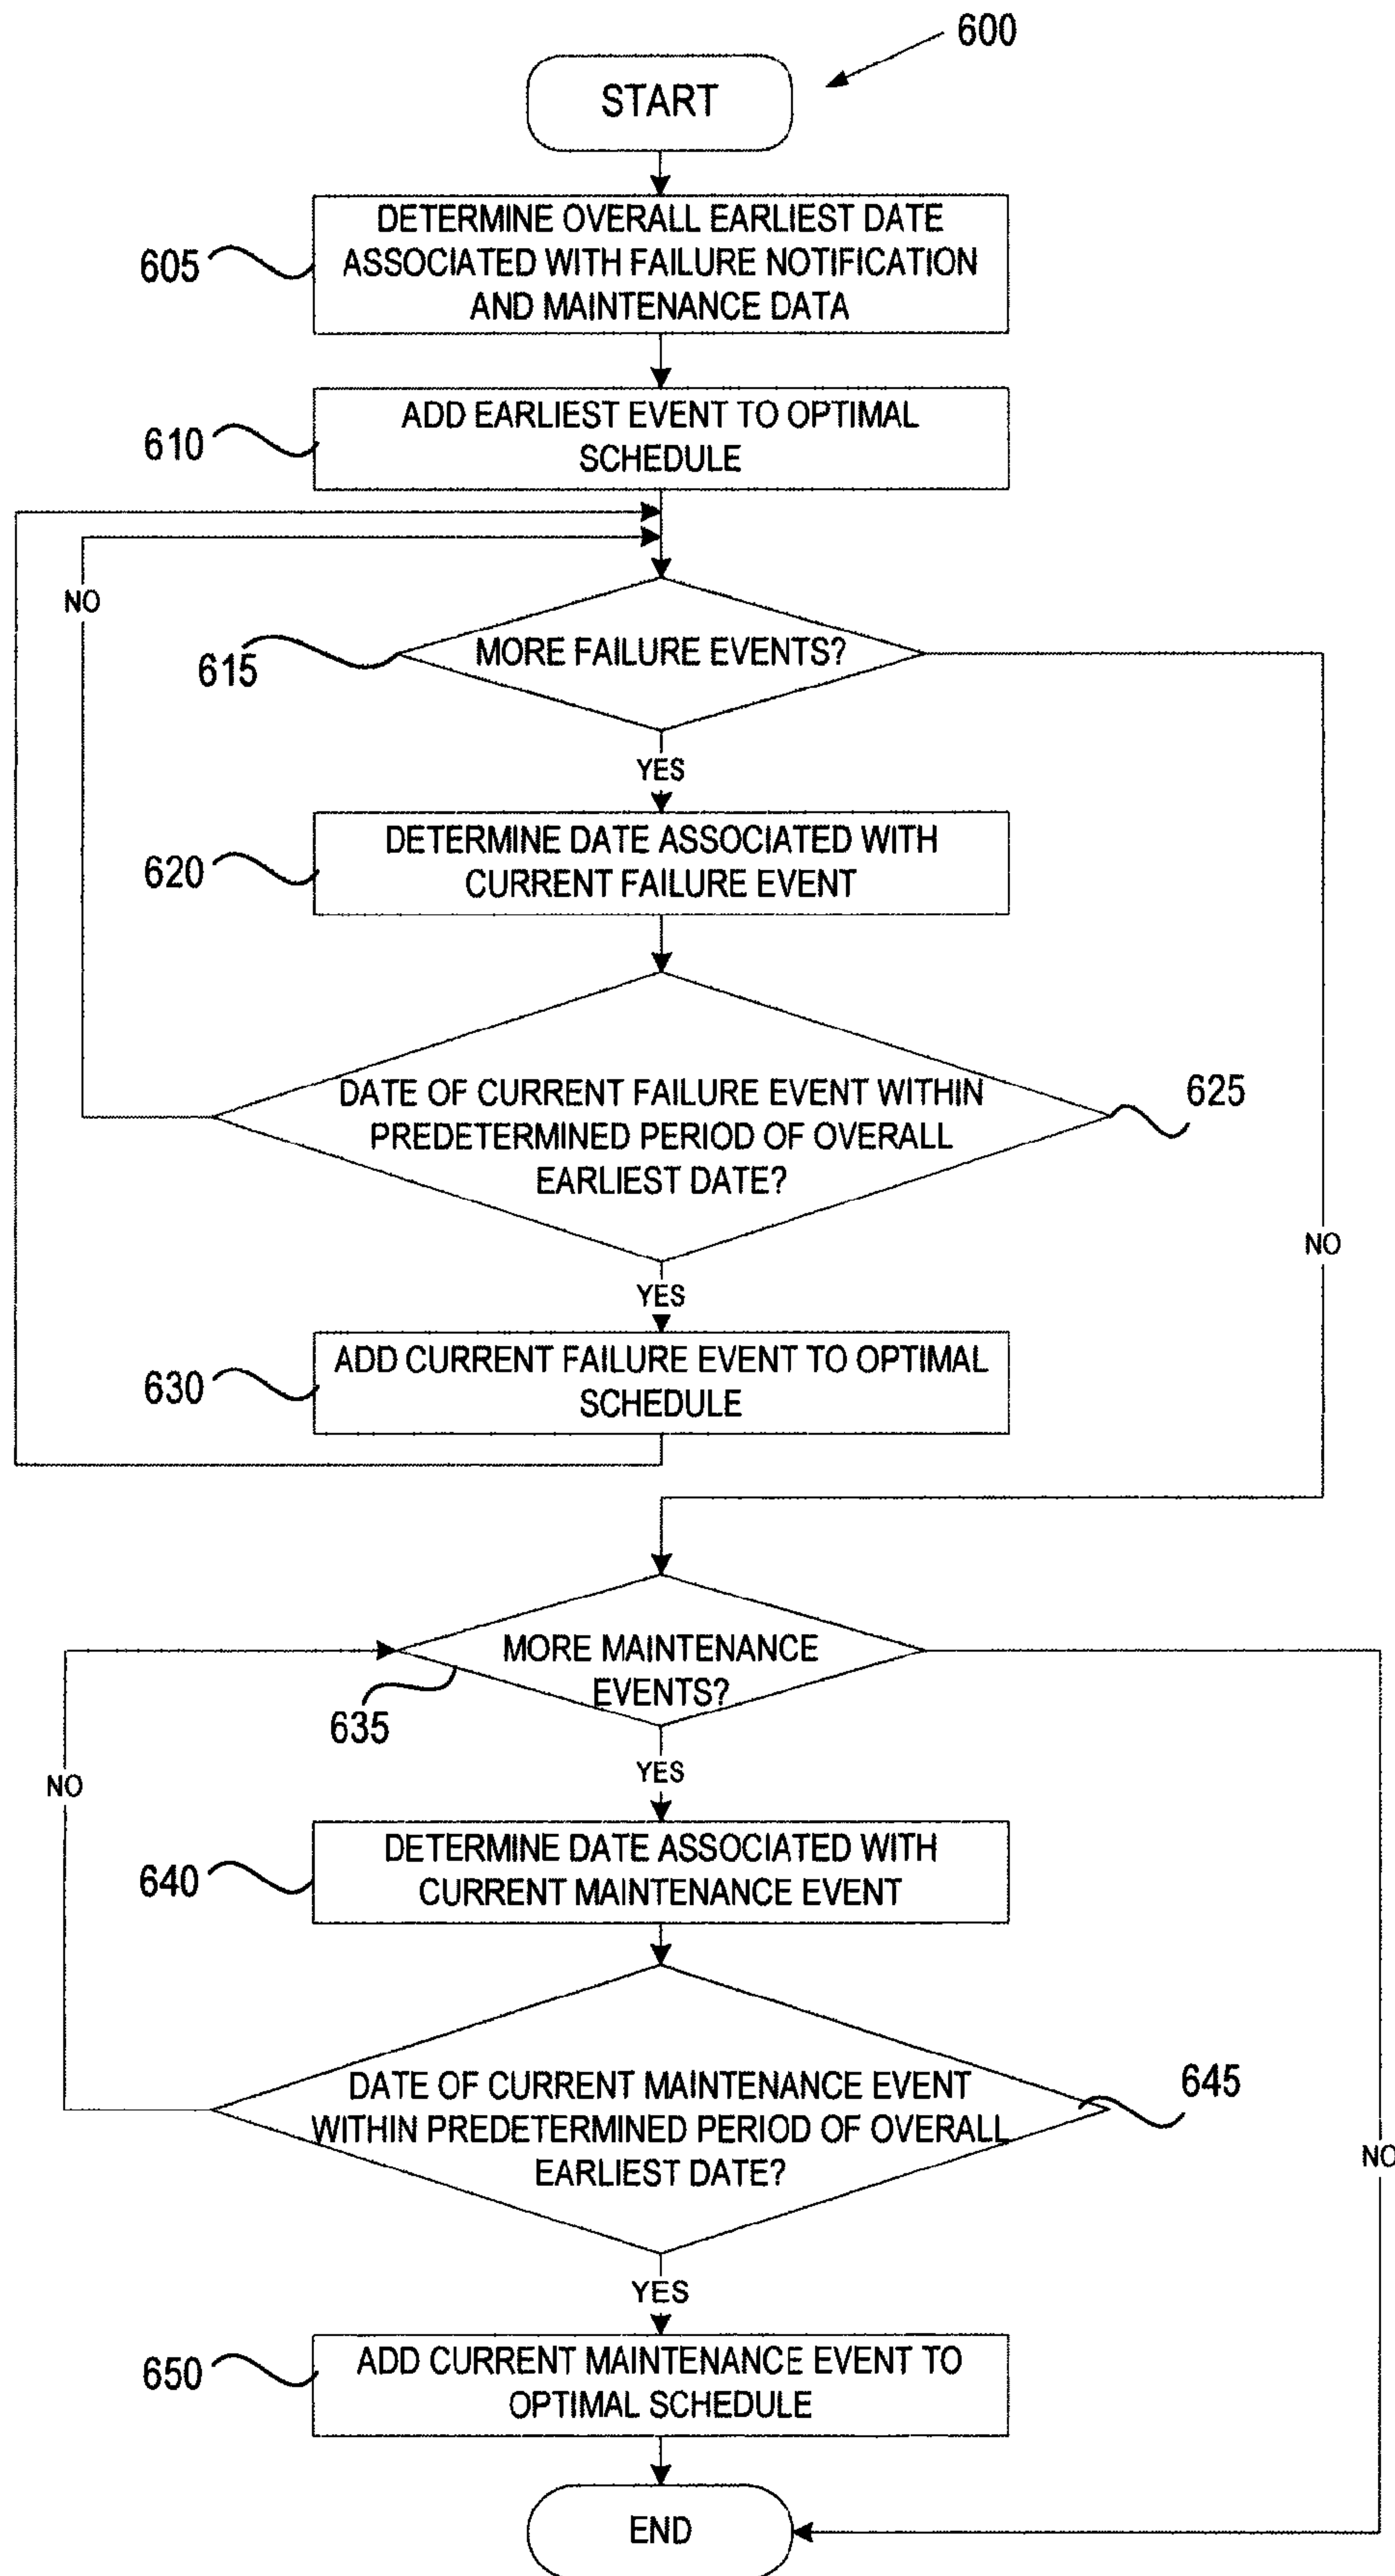 600
START
605
DETERMINE OVERALL EARLIEST DATE
ASSOCIATED WITH FAILURE NOTIFICATION
AND MAINTENANCE DATA
610
ADD EARLIEST EVENT TO OPTIMAL
SCHEDULE
NO
615
MORE FAILURE EVENTS?
YES
620
DETERMINE DATE ASSOCIATED WITH
CURRENT FAILURE EVENT
625
DATE OF CURRENT FAILURE EVENT WITHIN
PREDETERMINED PERIOD OF OVERALL
EARLIEST DATE?
NO
YES
630
ADD CURRENT FAILURE EVENT TO OPTIMAL
SCHEDULE
MORE MAINTENANCE
EVENTS?
635
NO
YES
640
DETERMINE DATE ASSOCIATED WITH
CURRENT MAINTENANCE EVENT
645
DATE OF CURRENT MAINTENANCE EVENT
WITHIN PREDETERMINED PERIOD OF OVERALL
EARLIEST DATE?
NO
YES
650
ADD CURRENT MAINTENANCE EVENT TO
OPTIMAL SCHEDULE
END